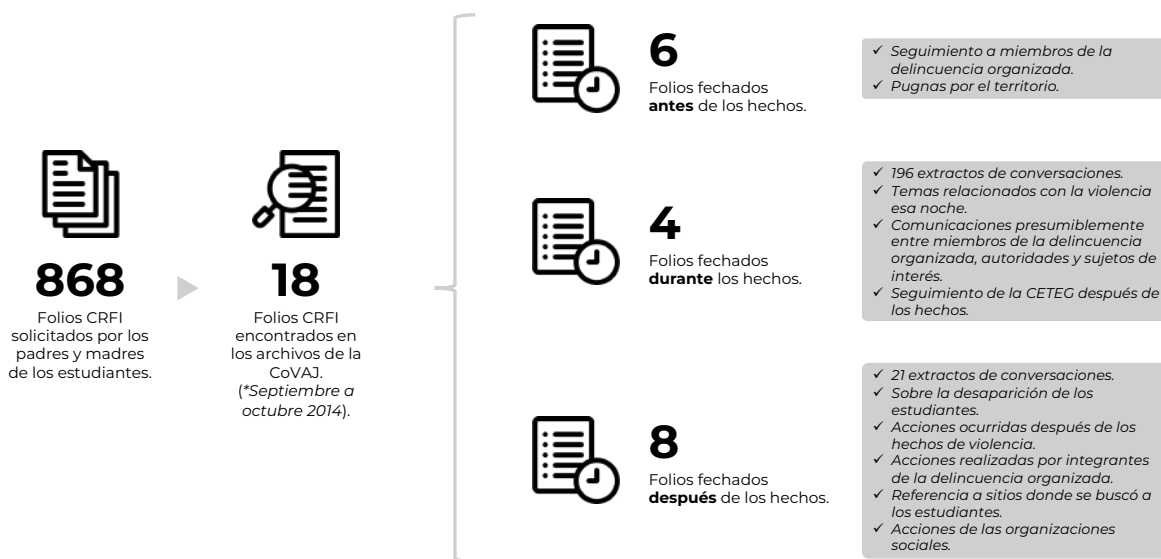 868
Folios CRFI
solicitados por los
padres y madres
de los estudiantes.
18
Folios CRFI
encontrados en
los archivos de la
CoVAJ.
(*Septiembre a
octubre 2014).
6
Folios fechados
antes de los hechos.
✓ Seguimiento a miembros de la
delincuencia organizada.
✓ Pugnas por el territorio.
4
Folios fechados
durante los hechos.
✓ 196 extractos de conversaciones.
✓ Temas relacionados con la violencia
esa noche.
✓ Comunicaciones presumiblemente
entre miembros de la delincuencia
organizada, autoridades y sujetos de
interés.
✓ Seguimiento de la CETEG después de
los hechos.
8
Folios fechados
después de los hechos.
✓ 21 extractos de conversaciones.
✓ Sobre la desaparición de los
estudiantes.
✓ Acciones ocurridas después de los
hechos de violencia.
✓ Acciones realizadas por integrantes
de la delincuencia organizada.
✓ Referencia a sitios donde se buscó a
los estudiantes.
✓ Acciones de las organizaciones
sociales.